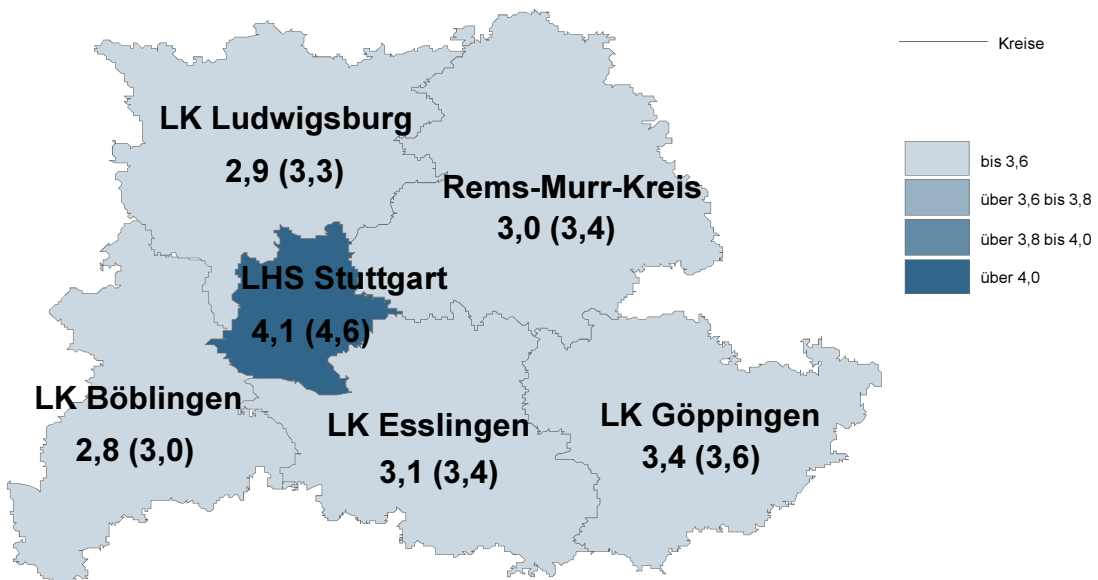 Kreise
LK Ludwigsburg
2,9 (3,3)
bis 3,6
über 3,6 bis 3,8
über 3,8 bis 4,0
über 4,0
Rems-Murr-Kreis
3,0 (3,4)
LHS Stuttgart
4,1 (4,6)
LK Böblingen
2,8 (3,0)
LK Esslingen
3,1 (3,4)
LK Göppingen
3,4 (3,6)